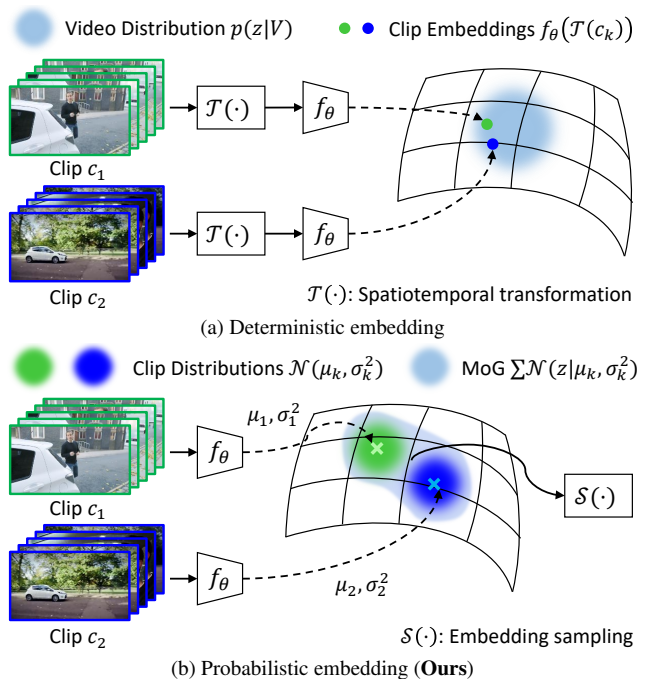 Video Distribution p(z|V)
Clip Embeddings f_θ(𝒯(c_k))
𝒯(·)
f_θ
Clip c_1
𝒯(·)
f_θ
Clip c_2
𝒯(·): Spatiotemporal transformation
(a) Deterministic embedding
Clip Distributions 𝒩(μ_k, σ_k^2)
MoG ∑𝒩(z|μ_k, σ_k^2)
μ_1, σ_1^2
f_θ
Clip c_1
𝒮(·)
f_θ
μ_2, σ_2^2
Clip c_2
𝒮(·): Embedding sampling
(b) Probabilistic embedding (Ours)